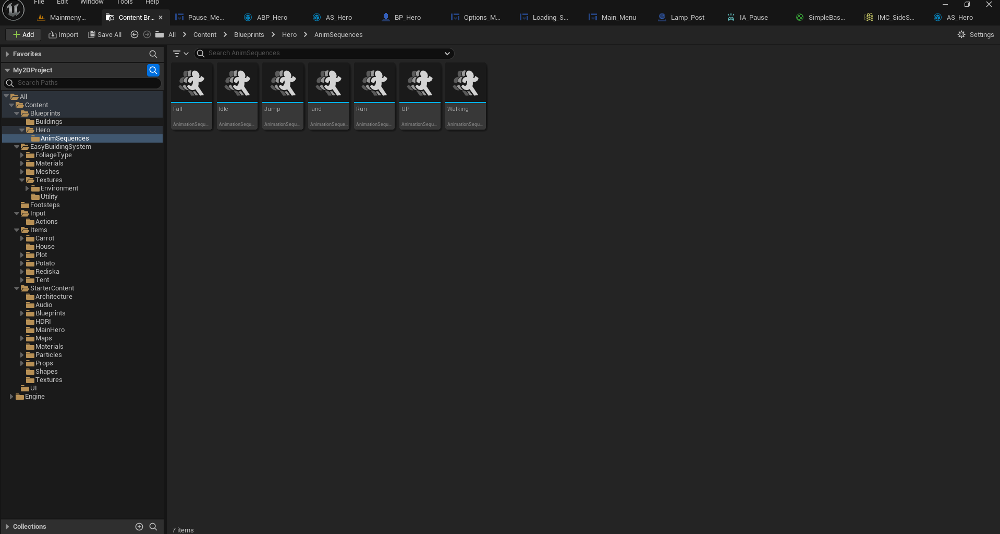 File Edit Window Tools Help
Mainmeny... Content Br... Pause_Me... ABP_Hero AS_Hero BP_Hero Options_M... Loading_S... Main_Menu Lamp_Post IA_Pause SimpleBas... IMC_SideS... AS_Hero
Add Import Save All All Content Blueprints Hero AnimSequences Settings
Favorites
My2DProject
Search Paths
All
Content
Blueprints
Buildings
Hero
AnimSequences
EasyBuildingSystem
FoliageType
Materials
Meshes
Textures
Environment
Utility
Footsteps
Input
Actions
Items
Carrot
House
Plot
Potato
Rediska
Tent
StarterContent
Architecture
Audio
Blueprints
HDRI
MainHero
Maps
Materials
Particles
Props
Shapes
Textures
UI
Engine
Collections
Search AnimSequences
Fall Idle Jump land Run UP Walking
AnimationSequ... AnimationSequ... AnimationSequ... AnimationSeque... AnimationSequ... AnimationSequ... AnimationSequ...
7 items